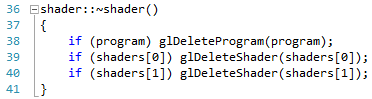 36 shader::~shader()
37 {
38 if (program) glDeleteProgram(program);
39 if (shaders[0]) glDeleteShader(shaders[0]);
40 if (shaders[1]) glDeleteShader(shaders[1]);
41 }